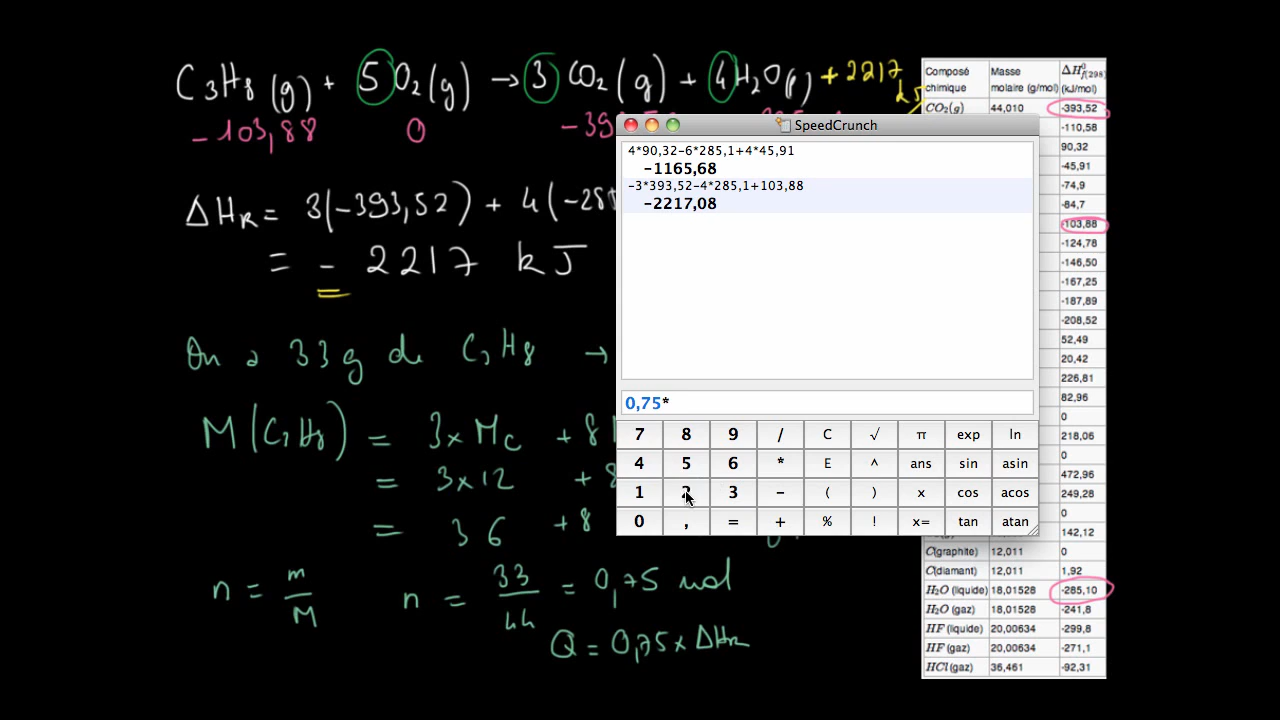 C₃H₈ (g) + 5 O₂(g) → 3 CO₂ (g) + 4 H₂O(l) + 2217 kJ
-103,88 0
ΔH_R = 3(-393,52) + 4(-285
= - 2217 kJ
On a 33g de C₃H₈ →
M(C₃H₈) = 3×M_C + 8
= 3×12 + 8
= 36 + 8
n = m/M n = 33/44 = 0,75 mol
Q = 0,75 × ΔH_R
SpeedCrunch
4*90,32-6*285,1+4*45,91
-1165,68
-3*393,52-4*285,1+103,88
-2217,08
0,75*
7 8 9 / C √ π exp ln
4 5 6 * E ^ ans sin asin
1 2 3 - ( ) x cos acos
0 , = + % ! x= tan atan
Composé chimique Masse molaire (g/mol) ΔH⁰f(298) (kJ/mol)
CO₂(g) 44,010 -393,52
-110,58
90,32
-45,91
-74,9
-84,7
-103,88
-124,78
-146,50
-167,25
-187,89
-208,52
52,49
20,42
226,81
82,96
0
218,06
0
472,96
249,28
0
142,12
C(graphite) 12,011 0
C(diamant) 12,011 1,92
H₂O (liquide) 18,01528 -285,10
H₂O (gaz) 18,01528 -241,8
HF (liquide) 20,00634 -299,8
HF (gaz) 20,00634 -271,1
HCl(gaz) 36,461 -92,31